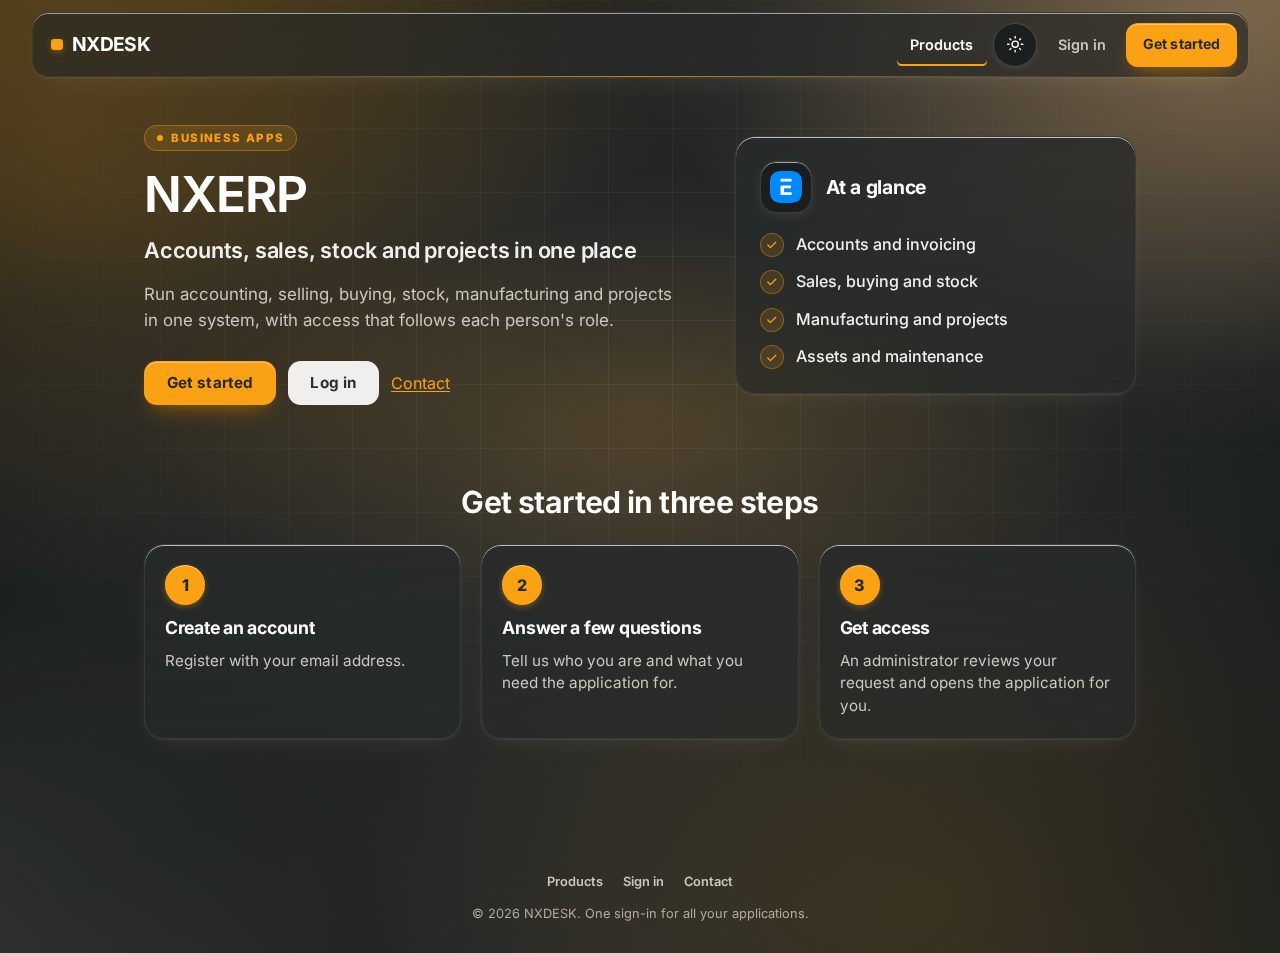 NXDESK
Products
Sign in
Get started
BUSINESS APPS
NXERP
Accounts, sales, stock and projects in one place
Run accounting, selling, buying, stock, manufacturing and projects
in one system, with access that follows each person's role.
Get started
Log in
Contact
E
At a glance
Accounts and invoicing
Sales, buying and stock
Manufacturing and projects
Assets and maintenance
Get started in three steps
1
Create an account
Register with your email address.
2
Answer a few questions
Tell us who you are and what you
need the application for.
3
Get access
An administrator reviews your
request and opens the application for
you.
Products
Sign in
Contact
© 2026 NXDESK. One sign-in for all your applications.